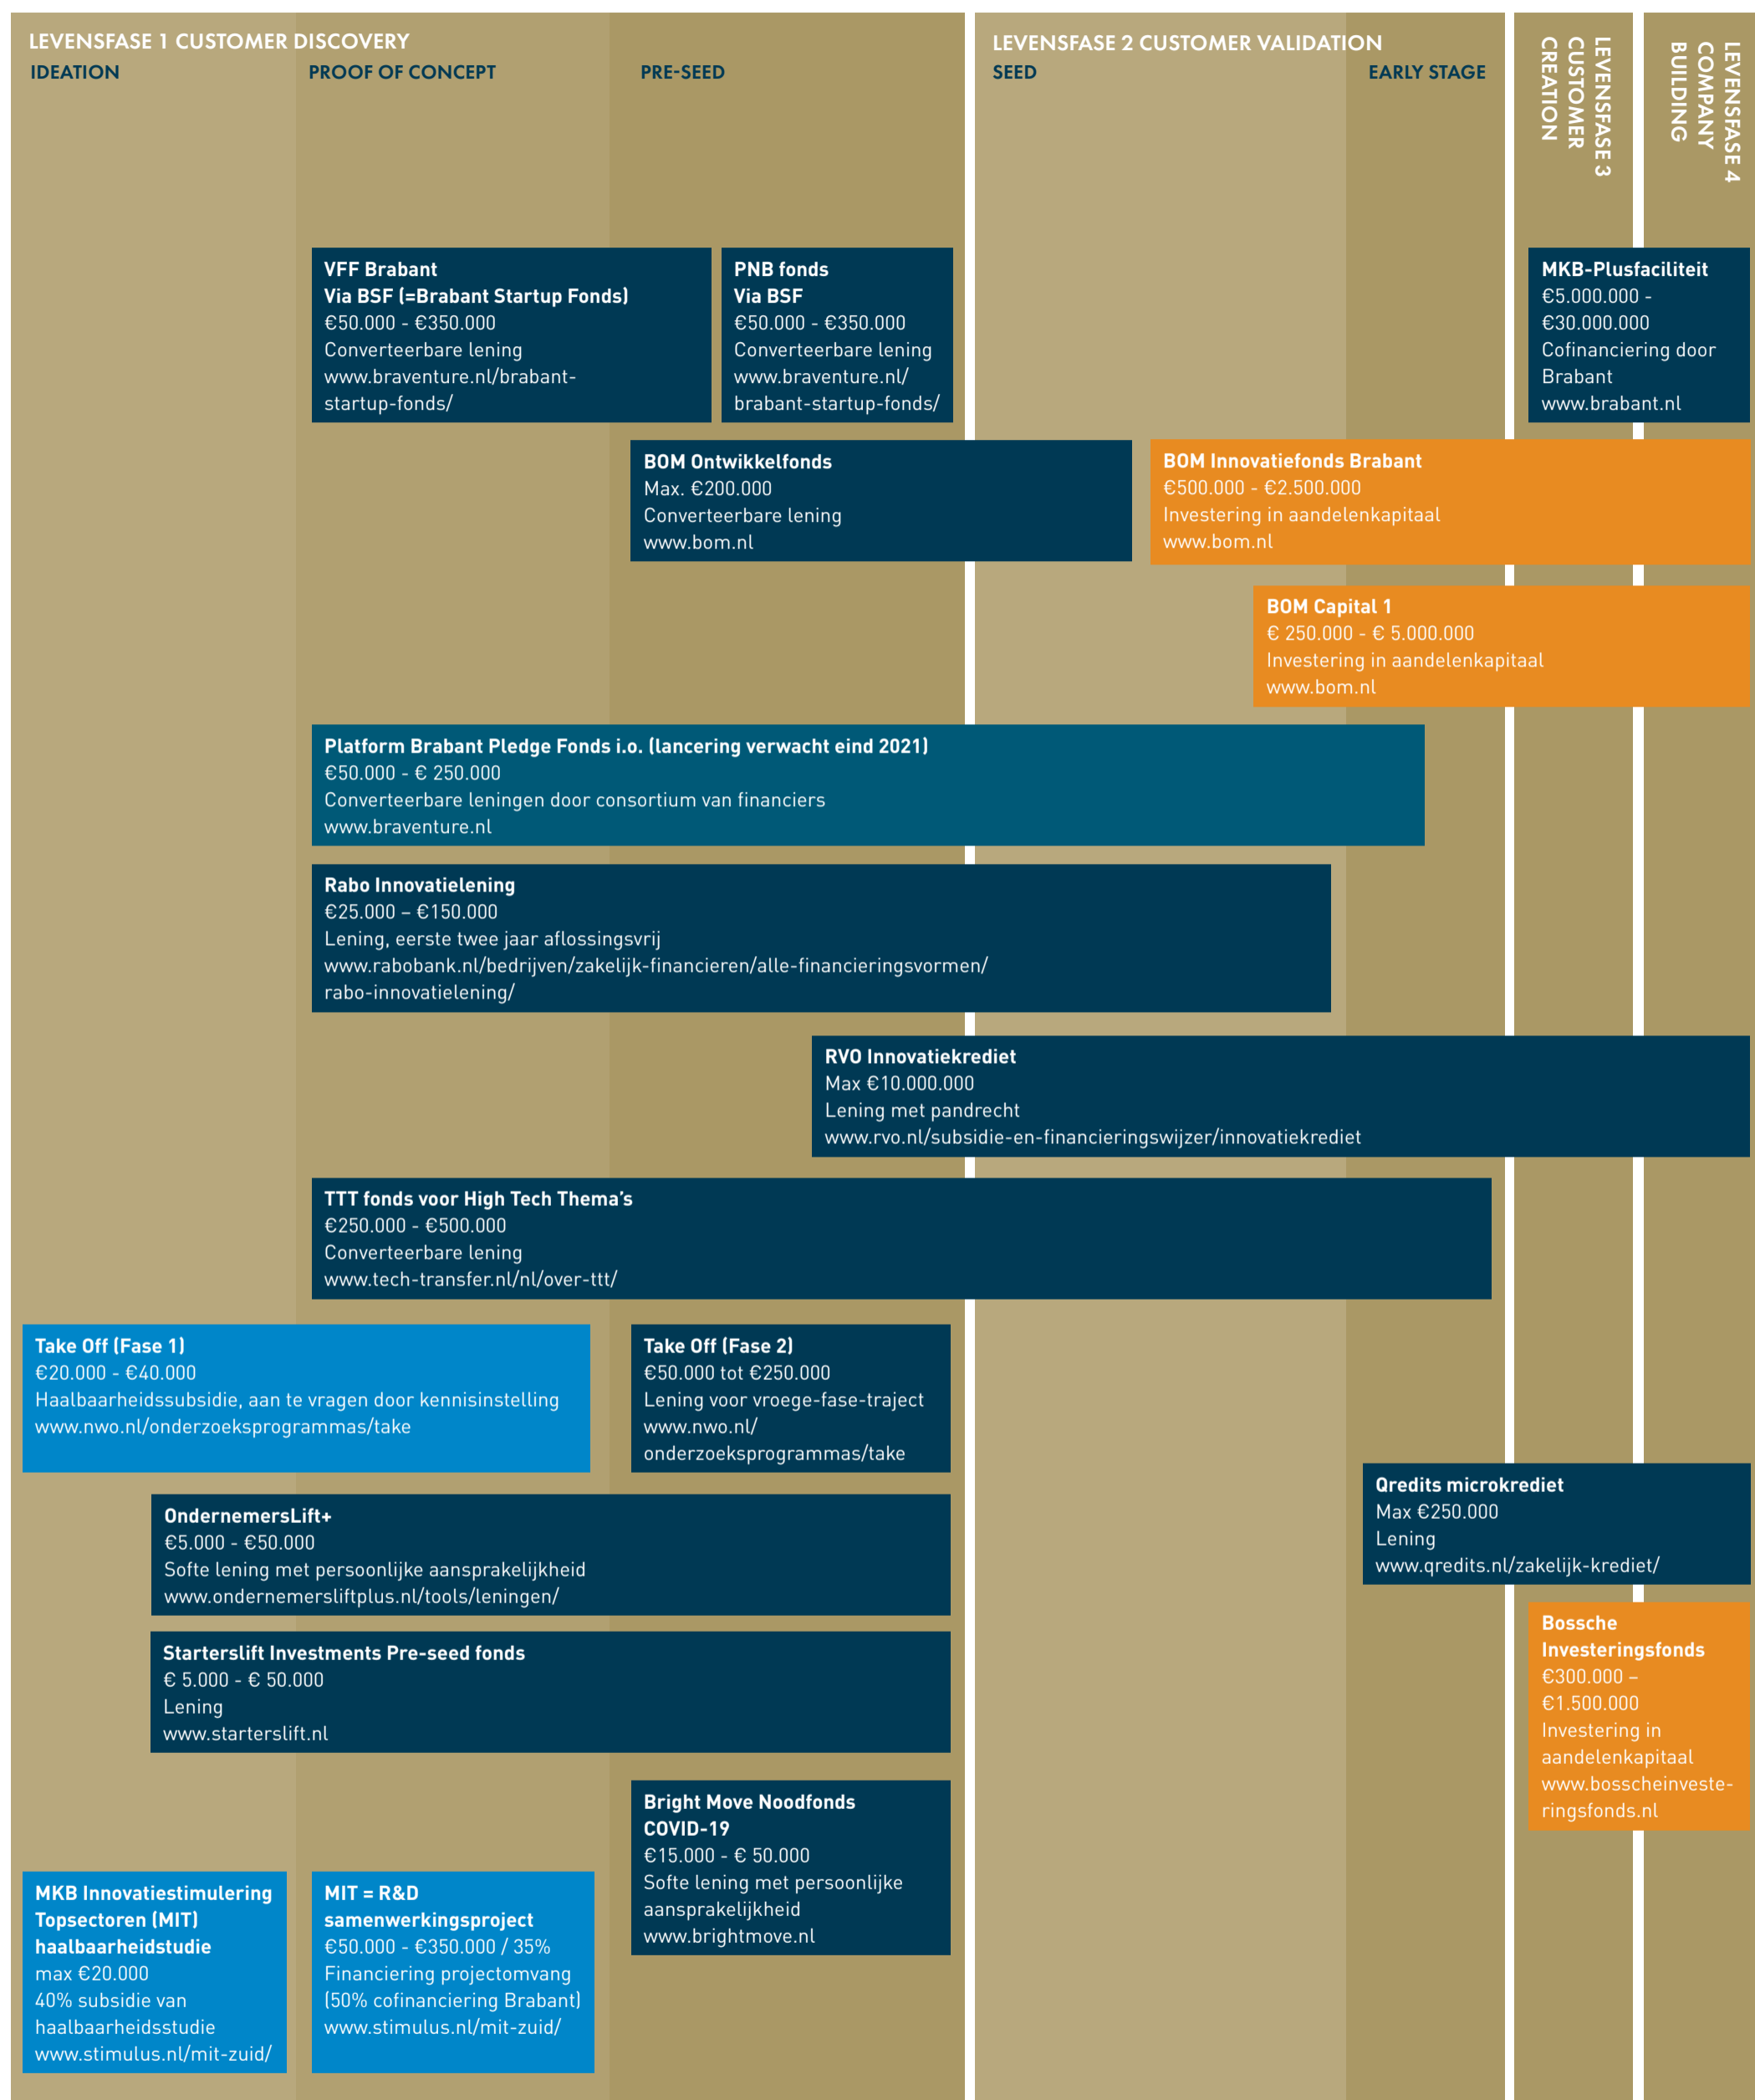 LEVENSFASE 1 CUSTOMER DISCOVERY
IDEATION
PROOF OF CONCEPT
PRE-SEED
LEVENSFASE 2 CUSTOMER VALIDATION
SEED
EARLY STAGE
LEVENSFASE 3
CUSTOMER
CREATION
LEVENSFASE 4
COMPANY
BUILDING
VFF Brabant
Via BSF (=Brabant Startup Fonds)
€50.000 - €350.000
Converteerbare lening
www.braventure.nl/brabant-
startup-fonds/
PNB fonds
Via BSF
€50.000 - €350.000
Converteerbare lening
www.braventure.nl/
brabant-startup-fonds/
MKB-Plusfaciliteit
€5.000.000 -
€30.000.000
Cofinanciering door
Brabant
www.brabant.nl
BOM Ontwikkelfonds
Max. €200.000
Converteerbare lening
www.bom.nl
BOM Innovatiefonds Brabant
€500.000 - €2.500.000
Investering in aandelenkapitaal
www.bom.nl
BOM Capital 1
€ 250.000 - € 5.000.000
Investering in aandelenkapitaal
www.bom.nl
Platform Brabant Pledge Fonds i.o. (lancering verwacht eind 2021)
€50.000 - € 250.000
Converteerbare leningen door consortium van financiers
www.braventure.nl
Rabo Innovatielening
€25.000 – €150.000
Lening, eerste twee jaar aflossingsvrij
www.rabobank.nl/bedrijven/zakelijk-financieren/alle-financieringsvormen/
rabo-innovatielening/
RVO Innovatiekrediet
Max €10.000.000
Lening met pandrecht
www.rvo.nl/subsidie-en-financieringswijzer/innovatiekrediet
TTT fonds voor High Tech Thema’s
€250.000 - €500.000
Converteerbare lening
www.tech-transfer.nl/nl/over-ttt/
Take Off (Fase 1)
€20.000 - €40.000
Haalbaarheidssubsidie, aan te vragen door kennisinstelling
www.nwo.nl/onderzoeksprogrammas/take
Take Off (Fase 2)
€50.000 tot €250.000
Lening voor vroege-fase-traject
www.nwo.nl/
onderzoeksprogrammas/take
Qredits microkrediet
Max €250.000
Lening
www.qredits.nl/zakelijk-krediet/
OndernemersLift+
€5.000 - €50.000
Softe lening met persoonlijke aansprakelijkheid
www.ondernemersliftplus.nl/tools/leningen/
Bossche
Investeringsfonds
€300.000 –
€1.500.000
Investering in
aandelenkapitaal
www.bosscheinveste-
ringsfonds.nl
Starterslift Investments Pre-seed fonds
€ 5.000 - € 50.000
Lening
www.starterslift.nl
Bright Move Noodfonds
COVID-19
€15.000 - € 50.000
Softe lening met persoonlijke
aansprakelijkheid
www.brightmove.nl
MKB Innovatiestimulering
Topsectoren (MIT)
haalbaarheidstudie
max €20.000
40% subsidie van
haalbaarheidsstudie
www.stimulus.nl/mit-zuid/
MIT = R&D
samenwerkingsproject
€50.000 - €350.000 / 35%
Financiering projectomvang
(50% cofinanciering Brabant)
www.stimulus.nl/mit-zuid/